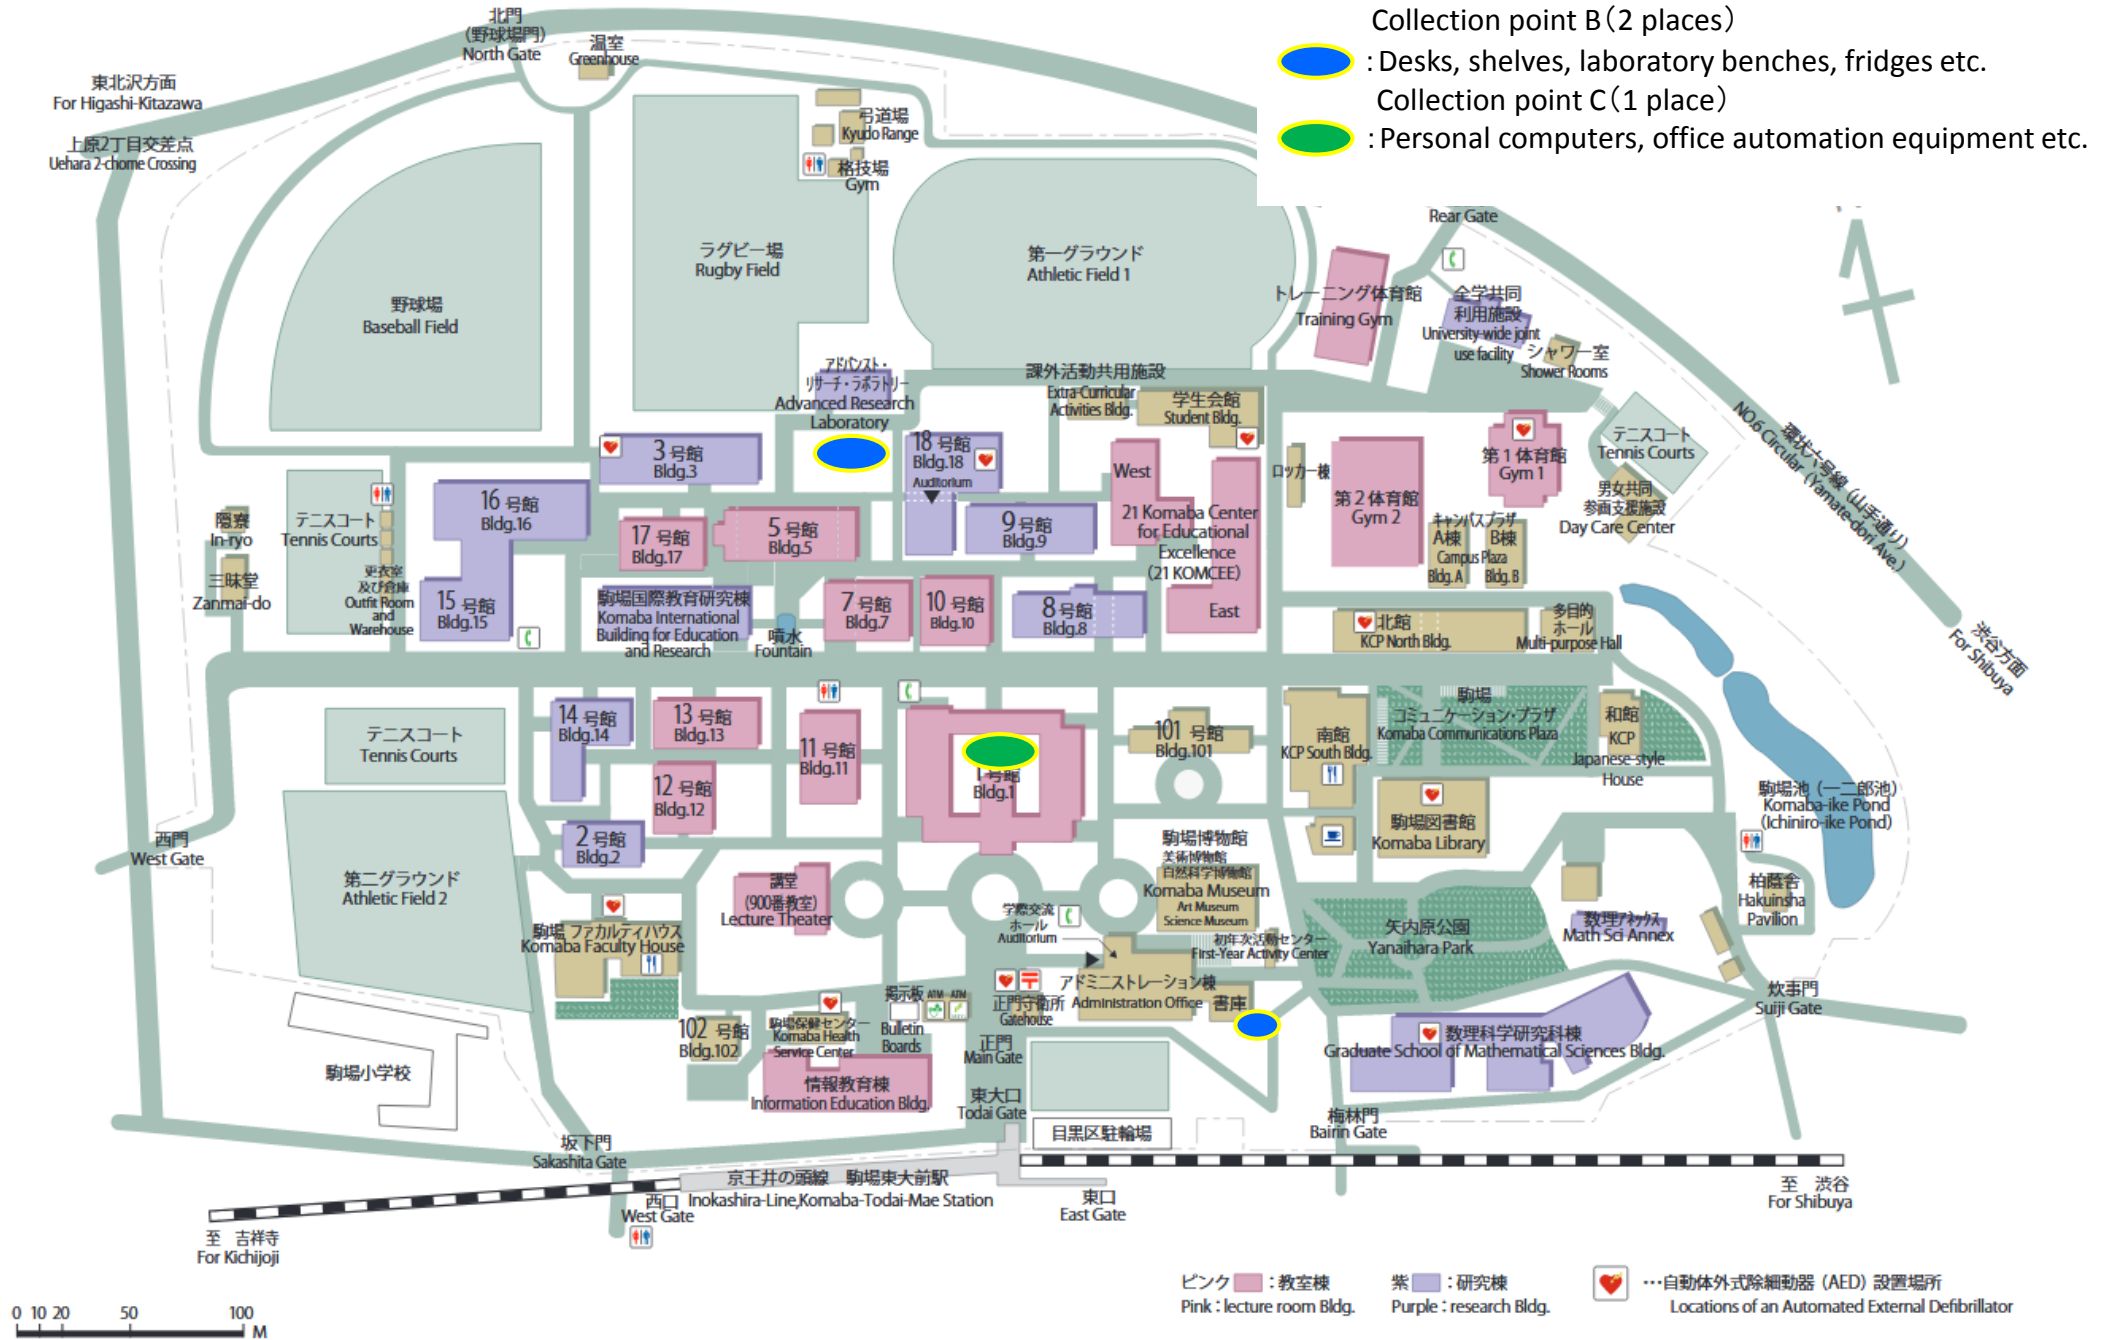 Collection point B（2 places）
：Desks, shelves, laboratory benches, fridges etc.
Collection point C（1 place）
：Personal computers, office automation equipment etc.
北門
（野球場門）
North Gate
温室
Greenhouse
東北沢方面
For Higashi-Kitazawa
上原2丁目交差点
Uehara 2-chome Crossing
弓道場
Kyudo Range
格技場
Gym
ラグビー場
Rugby Field
第一グラウンド
Athletic Field 1
野球場
Baseball Field
Rear Gate
トレーニング体育館
Training Gym
全学共同
利用施設
University-wide joint
use facility
シャワー室
Shower Rooms
アドバンスト・
リサーチ・ラボラトリー
Advanced Research
Laboratory
課外活動共用施設
Extra-Curricular
Activities Bldg.
学生会館
Student Bldg.
NO.6 Circular (Yamate-dori Ave.)
環状六号線（山手通り）
テニスコート
Tennis Courts
3 号館
Bldg.3
18 号館
Bldg.18
Auditorium
West
ロッカー棟
第2体育館
Gym 2
第1体育館
Gym 1
男女共同
参画支援施設
Day Care Center
16 号館
Bldg.16
テニスコート
Tennis Courts
隠寮
In-ryo
三昧堂
Zanmai-do
更衣室
及び倉庫
Outfit Room
and
Warehouse
17 号館
Bldg.17
5 号館
Bldg.5
9 号館
Bldg.9
21 Komaba Center
for Educational
Excellence
(21 KOMCEE)
East
キャンパスプラザ
A棟
B棟
Campus Plaza
Bldg. A
Bldg. B
15 号館
Bldg.15
駒場国際教育研究棟
Komaba International
Building for Education
and Research
噴水
Fountain
7 号館
Bldg.7
10 号館
Bldg.10
8 号館
Bldg.8
北館
KCP North Bldg.
多目的
ホール
Multi-purpose Hall
渋谷方面
For Shibuya
テニスコート
Tennis Courts
14 号館
Bldg.14
13 号館
Bldg.13
11 号館
Bldg.11
12 号館
Bldg.12
1号館
Bldg.1
101 号館
Bldg.101
南館
KCP South Bldg.
駒場
コミュニケーション・プラザ
Komaba Communications Plaza
和館
KCP
Japanese-style
House
駒場池（一二郎池）
Komaba-ike Pond
(Ichiniro-ike Pond)
西門
West Gate
2 号館
Bldg.2
駒場図書館
Komaba Library
駒場博物館
美術博物館
自然科学博物館
Komaba Museum
Art Museum
Science Museum
第二グラウンド
Athletic Field 2
講堂
（900番教室）
Lecture Theater
柏蔭舎
Hakuinsha
Pavilion
学際交流
ホール
Auditorium
矢内原公園
Yanaihara Park
数理アネックス
Math Sci Annex
駒場 ファカルティハウス
Komaba Faculty House
初年次活動センター
First-Year Activity Center
アドミニストレーション棟
Administration Office
書庫
掲示板
ATM
ATM
Bulletin
Boards
正門守衛所
Gatehouse
正門
Main Gate
炊事門
Suiji Gate
102 号館
Bldg.102
駒場保健センター
Komaba Health
Service Center
数理科学研究科棟
Graduate School of Mathematical Sciences Bldg.
駒場小学校
情報教育棟
Information Education Bldg.
東大口
Todai Gate
目黒区駐輪場
梅林門
Bairin Gate
坂下門
Sakashita Gate
京王井の頭線　駒場東大前駅
Inokashira-Line,Komaba-Todai-Mae Station
西口
West Gate
東口
East Gate
至　渋谷
For Shibuya
至　吉祥寺
For Kichijoji
ピンク：教室棟
Pink：lecture room Bldg.
紫：研究棟
Purple：research Bldg.
…自動体外式除細動器（AED）設置場所
Locations of an Automated External Defibrillator
0 10 20 50 100
M